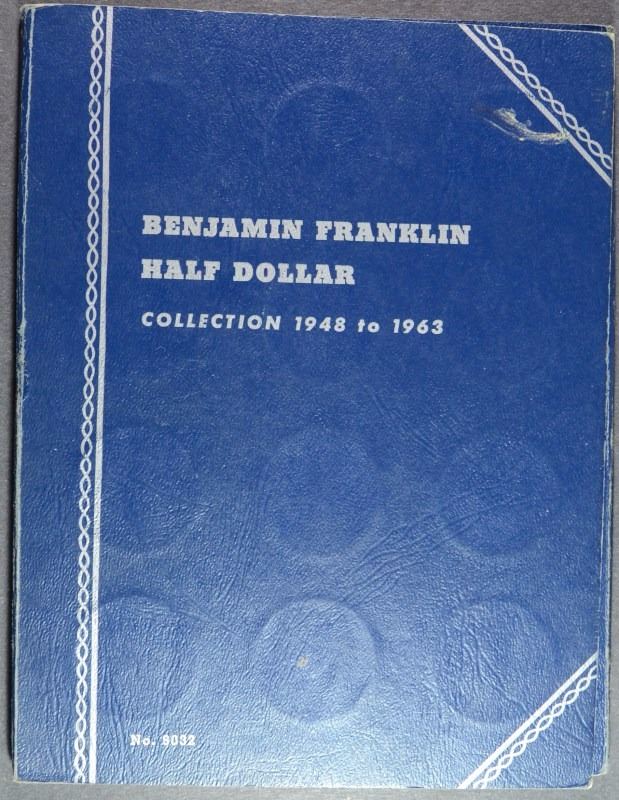 BENJAMIN FRANKLIN
HALF DOLLAR
COLLECTION 1948 to 1963
No. 9032